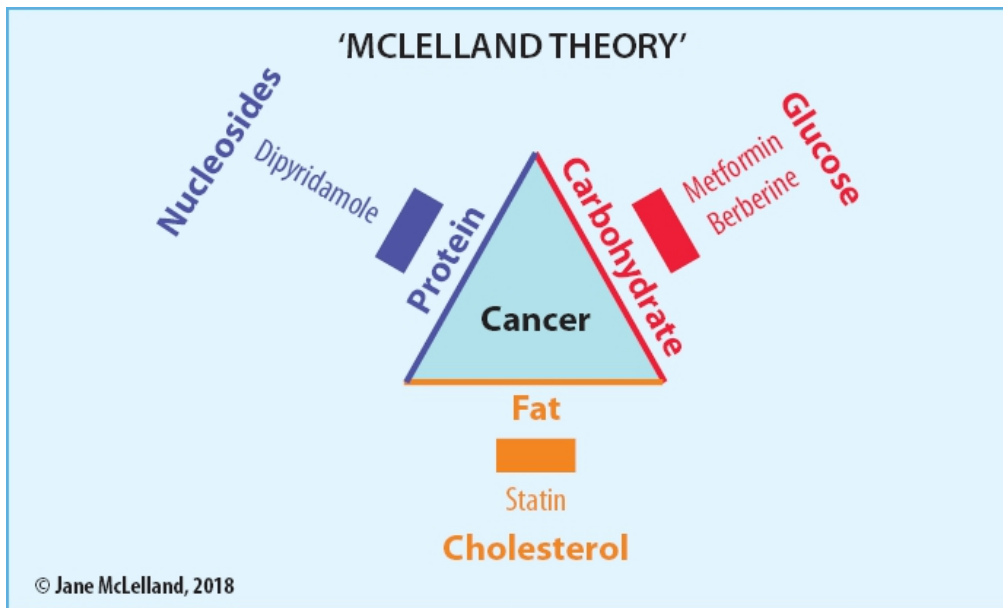 'MCLELLAND THEORY'
Nucleosides
Dipyridamole
Protein
Carbohydrate
Metformin
Berberine
Glucose
Cancer
Fat
Statin
Cholesterol
© Jane McLelland, 2018